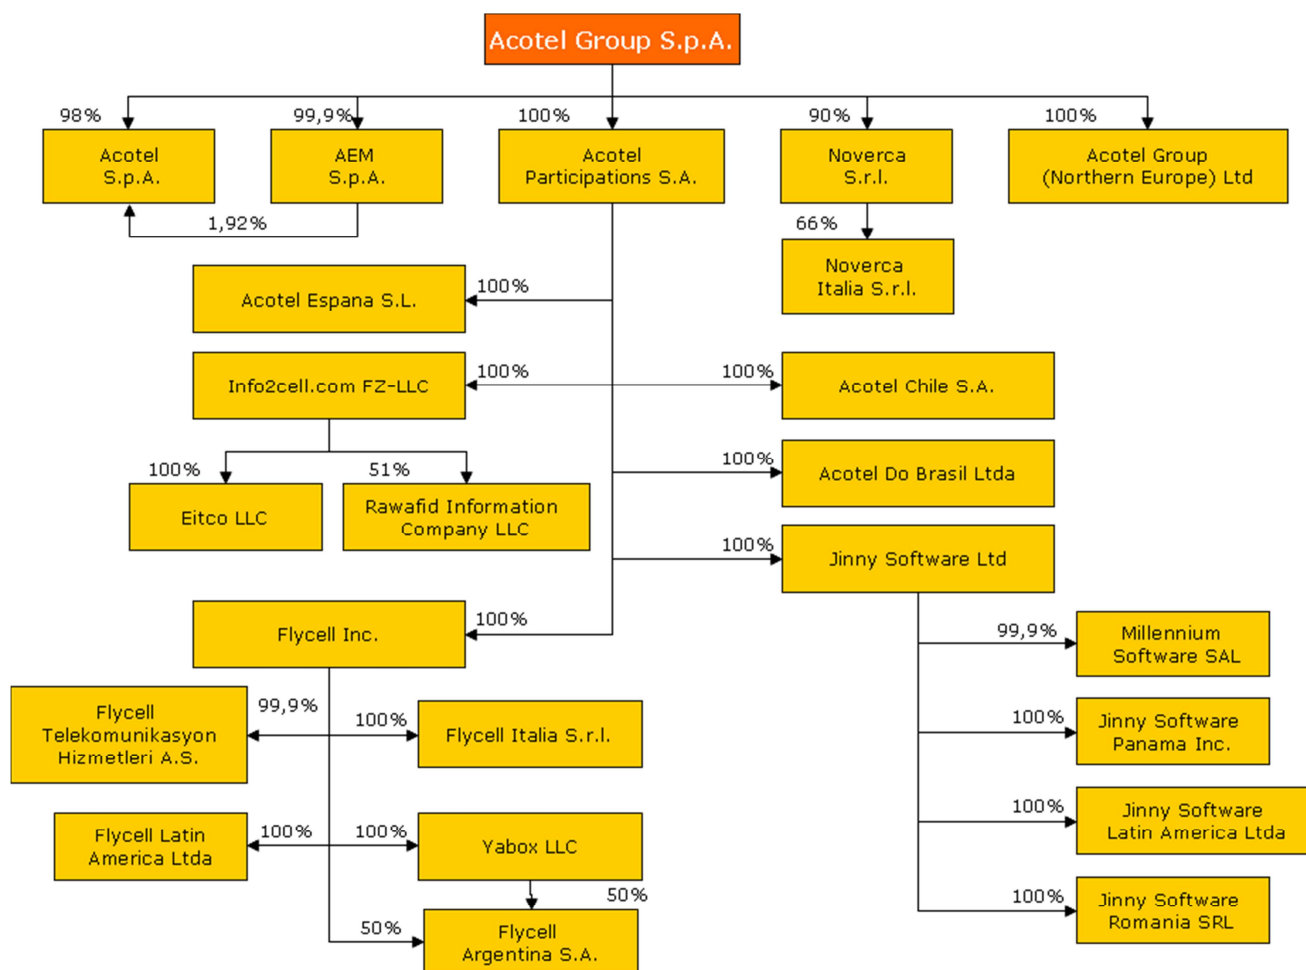 Acotel Group S.p.A.
98%
99,9%
100%
90%
100%
Acotel
S.p.A.
AEM
S.p.A.
Acotel
Participations S.A.
Noverca
S.r.l.
Acotel Group
(Northern Europe) Ltd
1,92%
66%
Noverca
Italia S.r.l.
Acotel Espana S.L.
100%
Info2cell.com FZ-LLC
100%
100%
Acotel Chile S.A.
100%
51%
Eitco LLC
Rawafid Information
Company LLC
100%
Acotel Do Brasil Ltda
100%
Jinny Software Ltd
Flycell Inc.
100%
99,9%
Millennium
Software SAL
Flycell
Telekomunikasyon
Hizmetleri A.S.
99,9%
100%
Flycell Italia S.r.l.
100%
Jinny Software
Panama Inc.
Flycell Latin
America Ltda
100%
100%
Yabox LLC
100%
Jinny Software
Latin America Ltda
50%
50%
Flycell
Argentina S.A.
100%
Jinny Software
Romania SRL